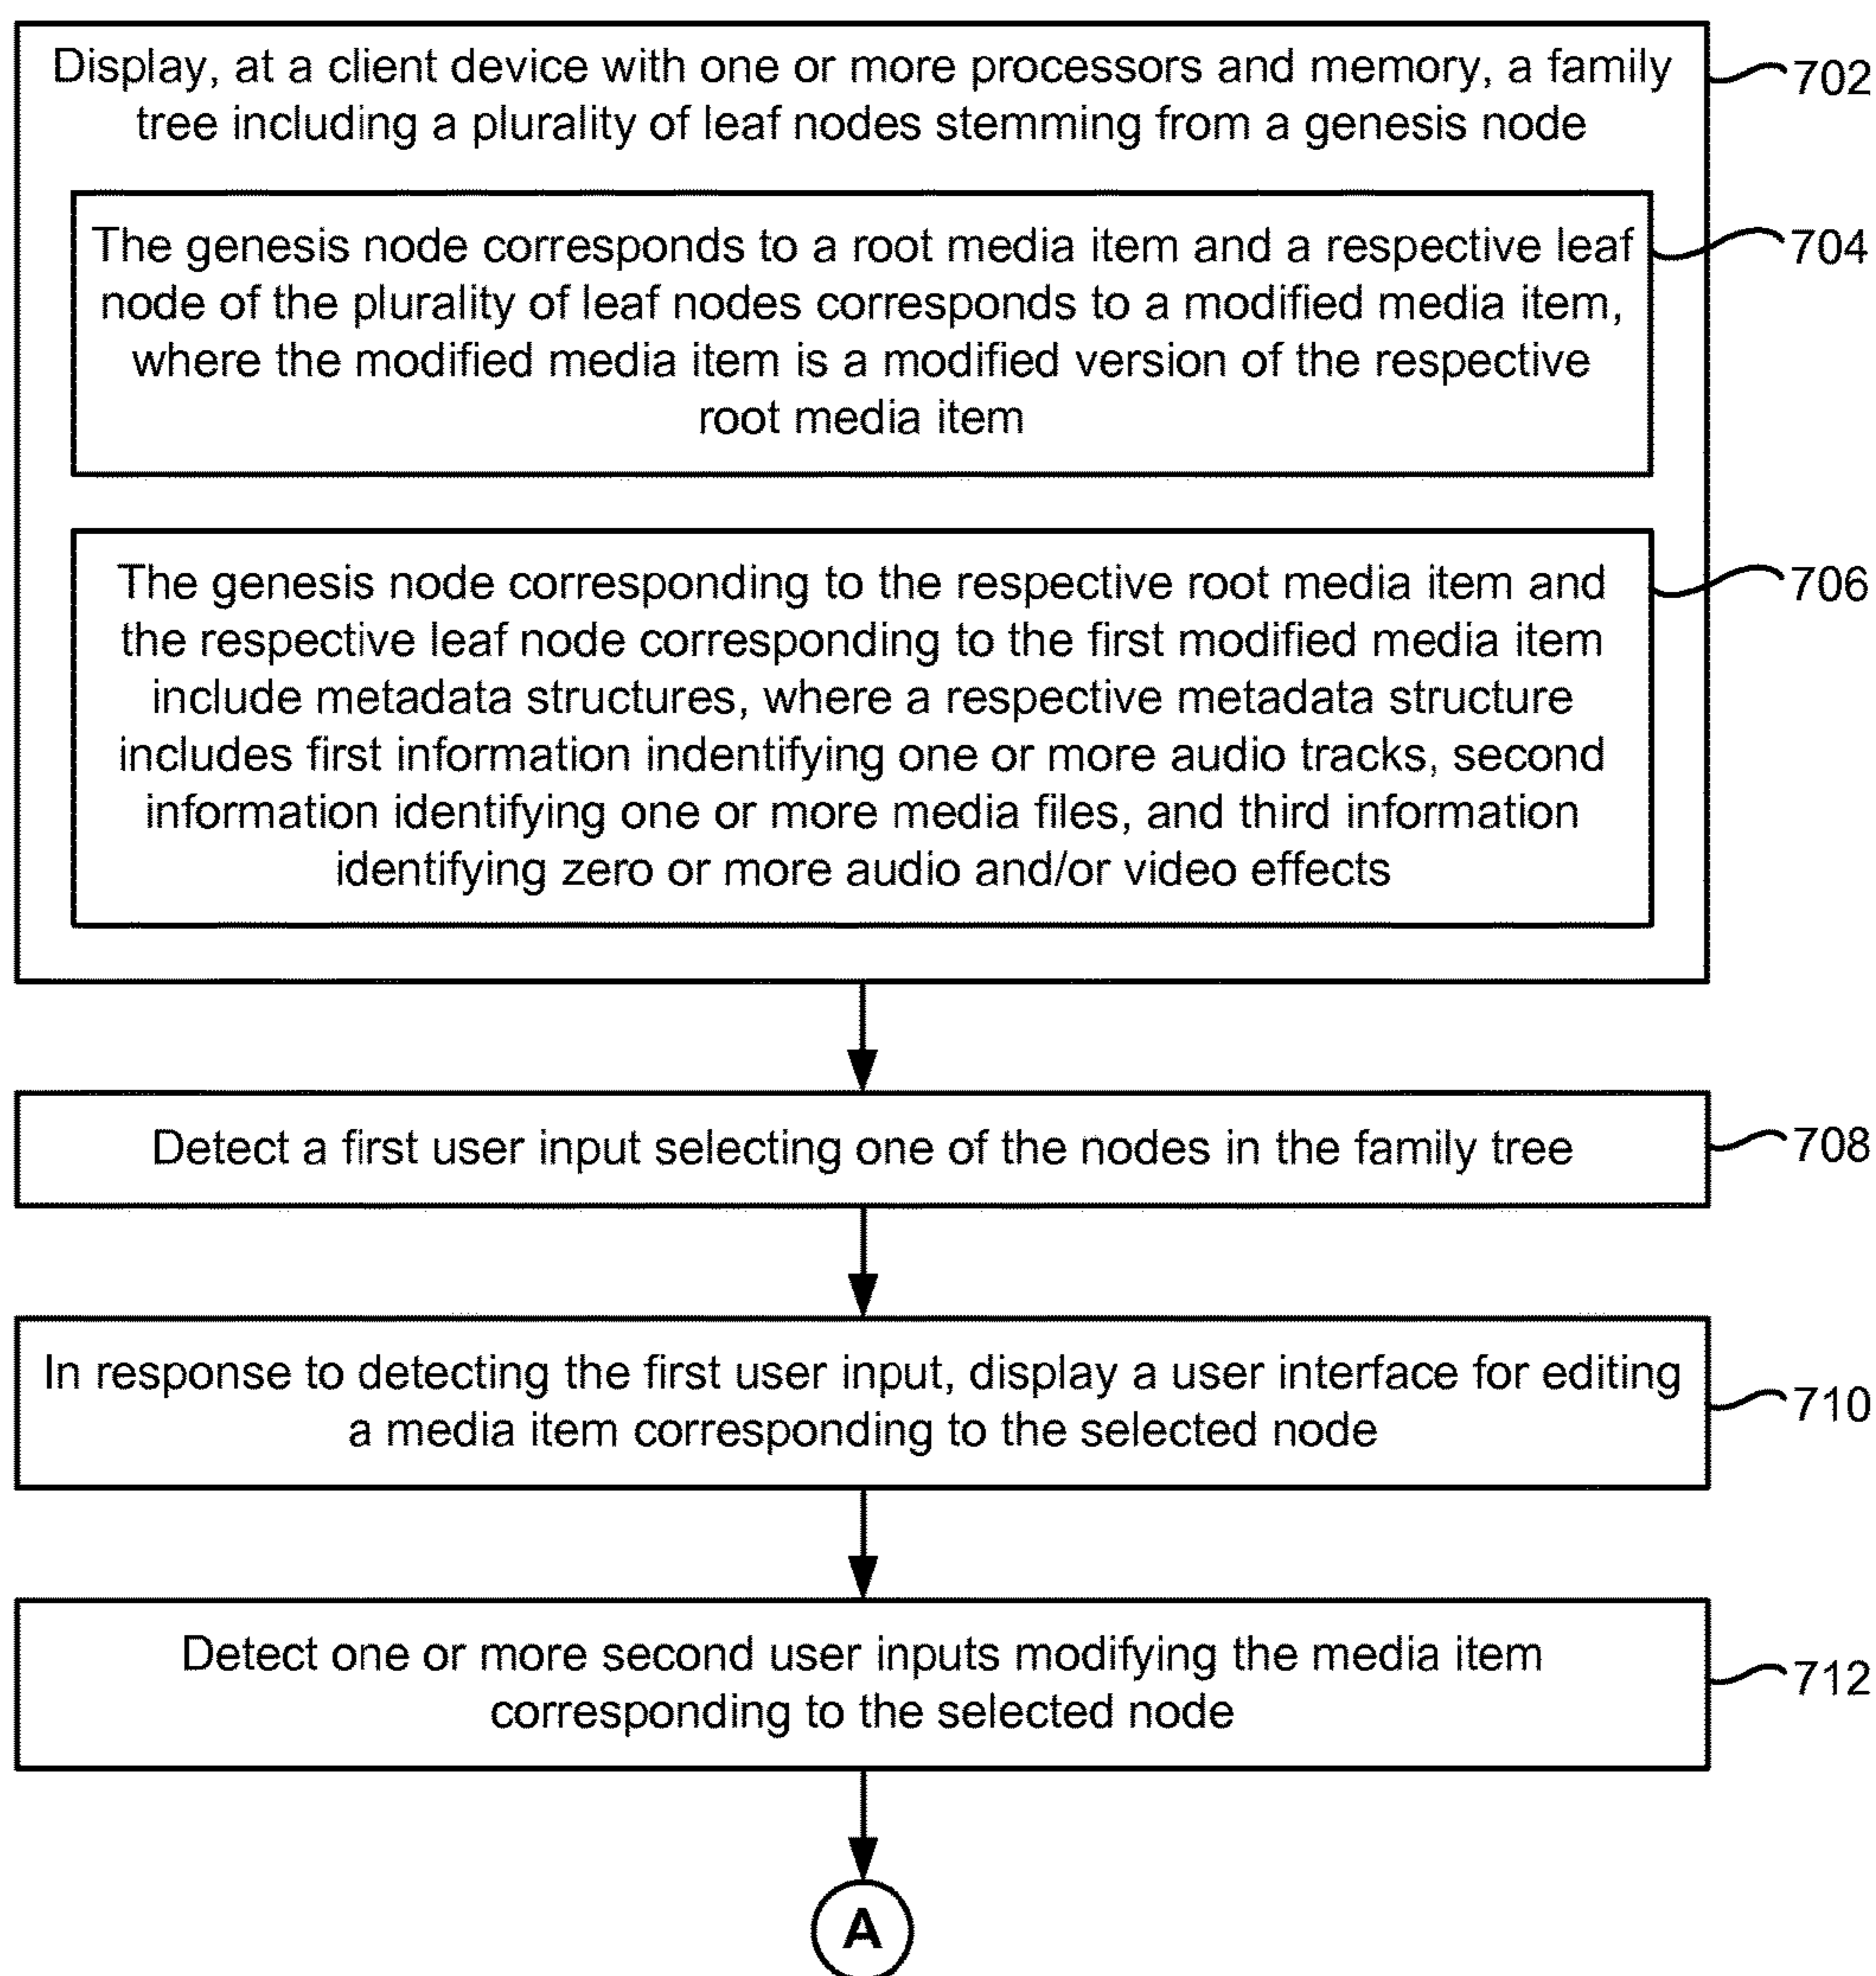 Display, at a client device with one or more processors and memory, a family
tree including a plurality of leaf nodes stemming from a genesis node
702
The genesis node corresponds to a root media item and a respective leaf
node of the plurality of leaf nodes corresponds to a modified media item,
where the modified media item is a modified version of the respective
root media item
704
The genesis node corresponding to the respective root media item and
the respective leaf node corresponding to the first modified media item
include metadata structures, where a respective metadata structure
includes first information indentifying one or more audio tracks, second
information identifying one or more media files, and third information
identifying zero or more audio and/or video effects
706
Detect a first user input selecting one of the nodes in the family tree
708
In response to detecting the first user input, display a user interface for editing
a media item corresponding to the selected node
710
Detect one or more second user inputs modifying the media item
corresponding to the selected node
712
A